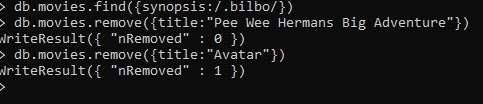 > db.movies.find({synopsis:/.bilbo/})
> db.movies.remove({title:"Pee Wee Hermans Big Adventure"})
WriteResult({ "nRemoved" : 0 })
> db.movies.remove({title:"Avatar"})
WriteResult({ "nRemoved" : 1 })
>